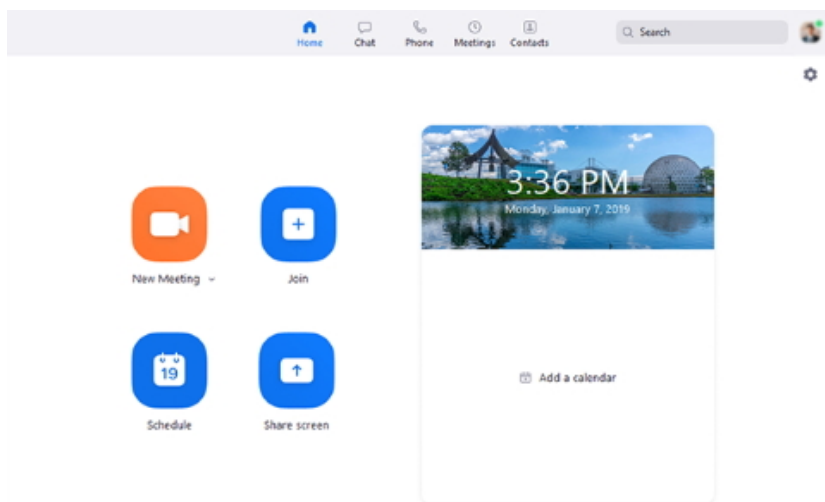 Home Chat Phone Meetings Contacts Search
3:36 PM
Monday, January 7, 2019
New Meeting Join
19
Schedule Share screen
Add a calendar